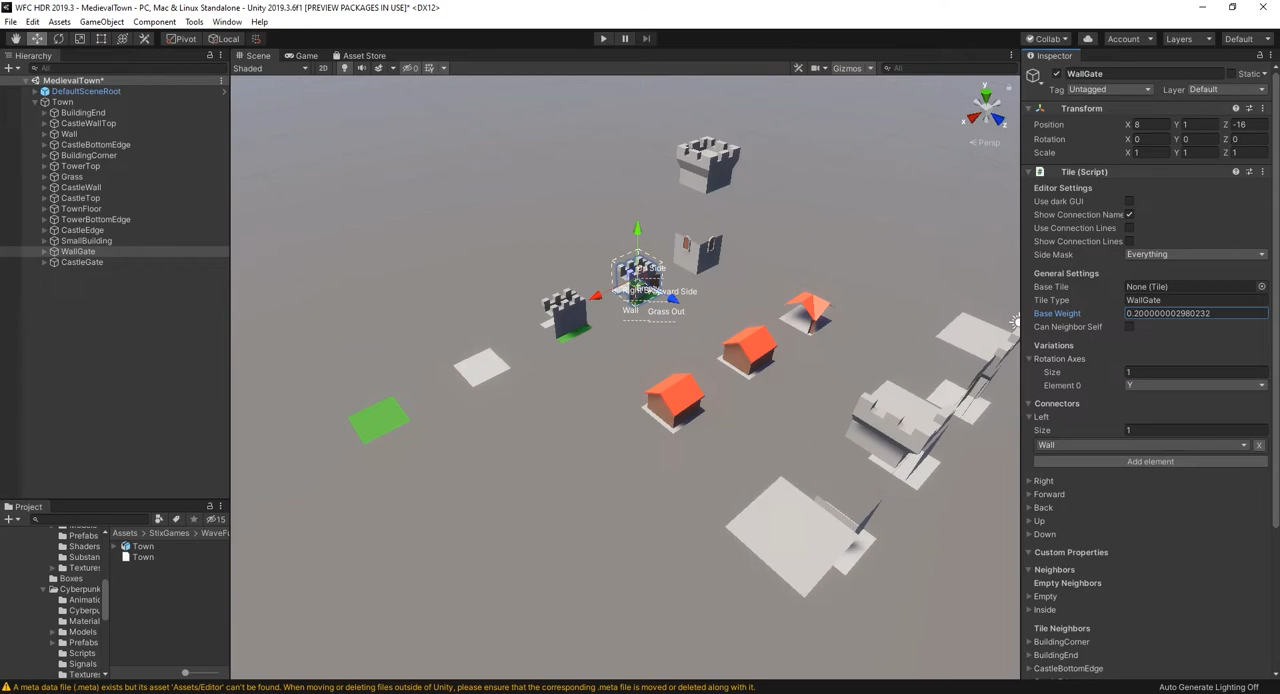 WFC HDR 2019.3 - MedievalTown - PC, Mac & Linux Standalone - Unity 2019.3.6f1 [PREVIEW PACKAGES IN USE]* <DX12>
File Edit Assets GameObject Component Tools Window Help
Pivot Local Collab Account Layers Default
Hierarchy
All
MedievalTown*
DefaultSceneRoot
Town
BuildingEnd
CastleWallTop
Wall
CastleBottomEdge
BuildingCorner
TowerTop
Grass
CastleWall
CastleTop
TownFloor
TowerBottomEdge
CastleEdge
SmallBuilding
WallGate
CastleGate
Project
15
Prefabs
Shaders
Substan
Textures
Boxes
Cyberpunk
Animatic
Cyberpu
Material
Models
Prefabs
Scripts
Signals
Textures
Assets StixGames WaveFu
Town
Town
Scene Game Asset Store
Shaded 2D 0 Gizmos All
y
x
z
Persp
Up Side
Forward Side
Wall Grass Out
Inspector
WallGate Static
Tag Untagged Layer Default
Transform
Position X 8 Y 1 Z -16
Rotation X 0 Y 0 Z 0
Scale X 1 Y 1 Z 1
Tile (Script)
Editor Settings
Use dark GUI
Show Connection Name
Use Connection Lines
Show Connection Lines
Side Mask Everything
General Settings
Base Tile None (Tile)
Tile Type WallGate
Base Weight 0.200000002980232
Can Neighbor Self
Variations
Rotation Axes
Size 1
Element 0 Y
Connectors
Left
Size 1
Wall X
Add element
Right
Forward
Back
Up
Down
Custom Properties
Neighbors
Empty Neighbors
Empty
Inside
Tile Neighbors
BuildingCorner
BuildingEnd
CastleBottomEdge
A meta data file (.meta) exists but its asset 'Assets/Editor' can't be found. When moving or deleting files outside of Unity, please ensure that the corresponding .meta file is moved or deleted along with it.
Auto Generate Lighting Off